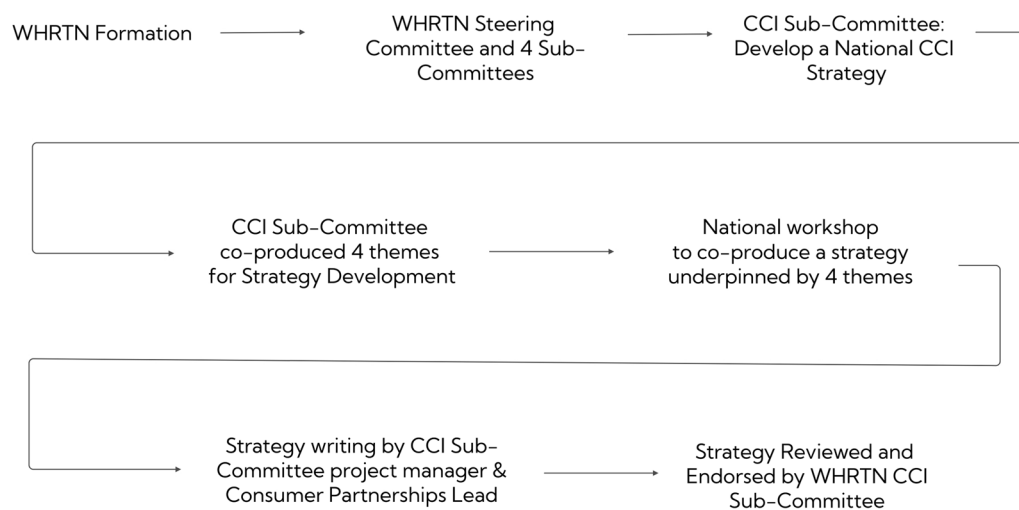 WHRTN Formation
WHRTN Steering
Committee and 4 Sub-
Committees
CCI Sub-Committee:
Develop a National CCI
Strategy
CCI Sub-Committee
co-produced 4 themes
for Strategy Development
National workshop
to co-produce a strategy
underpinned by 4 themes
Strategy writing by CCI Sub-
Committee project manager &
Consumer Partnerships Lead
Strategy Reviewed and
Endorsed by WHRTN CCI
Sub-Committee